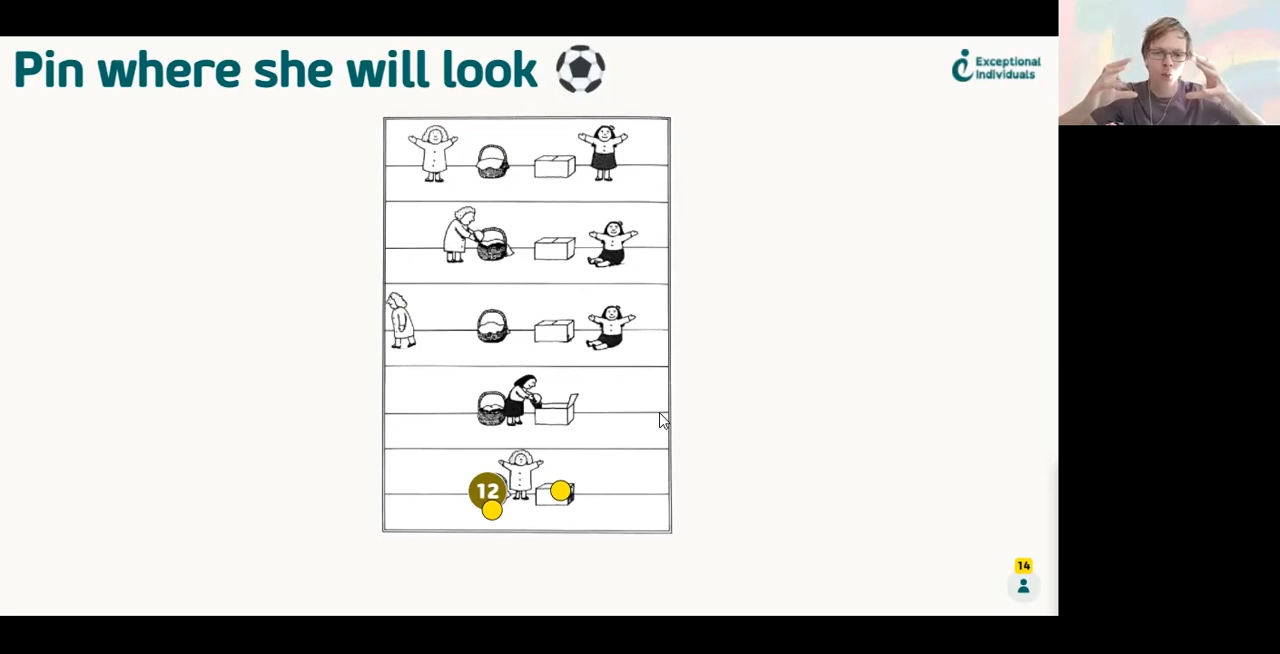 Pin where she will look
Exceptional
Individuals
12
14